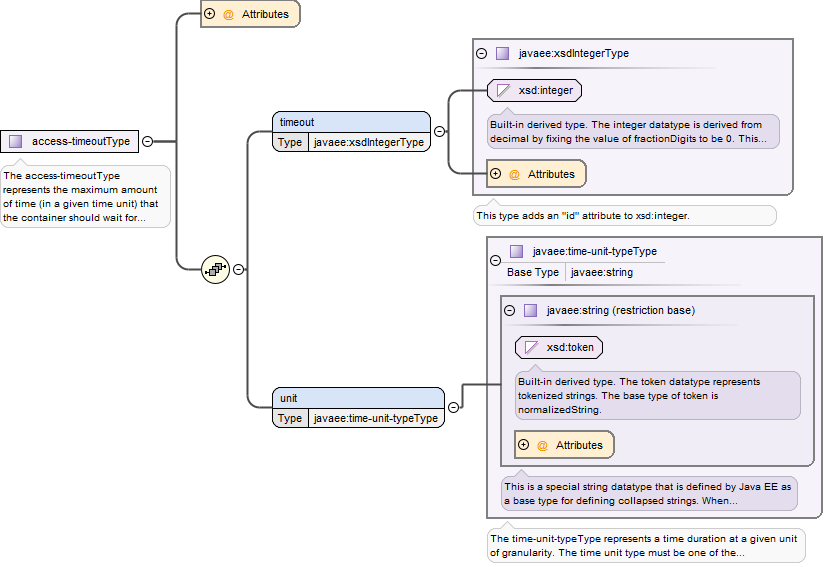 @ Attributes
access-timeoutType
The access-timeoutType
represents the maximum amount
of time (in a given time unit) that
the container should wait for...
timeout
Type javaee:xsdIntegerType
javaee:xsdIntegerType
xsd:integer
Built-in derived type. The integer datatype is derived from
decimal by fixing the value of fractionDigits to be 0. This...
@ Attributes
This type adds an "id" attribute to xsd:integer.
unit
Type javaee:time-unit-typeType
javaee:time-unit-typeType
Base Type javaee:string
javaee:string (restriction base)
xsd:token
Built-in derived type. The token datatype represents
tokenized strings. The base type of token is
normalizedString.
@ Attributes
This is a special string datatype that is defined by Java EE as
a base type for defining collapsed strings. When...
The time-unit-typeType represents a time duration at a given unit
of granularity. The time unit type must be one of the...